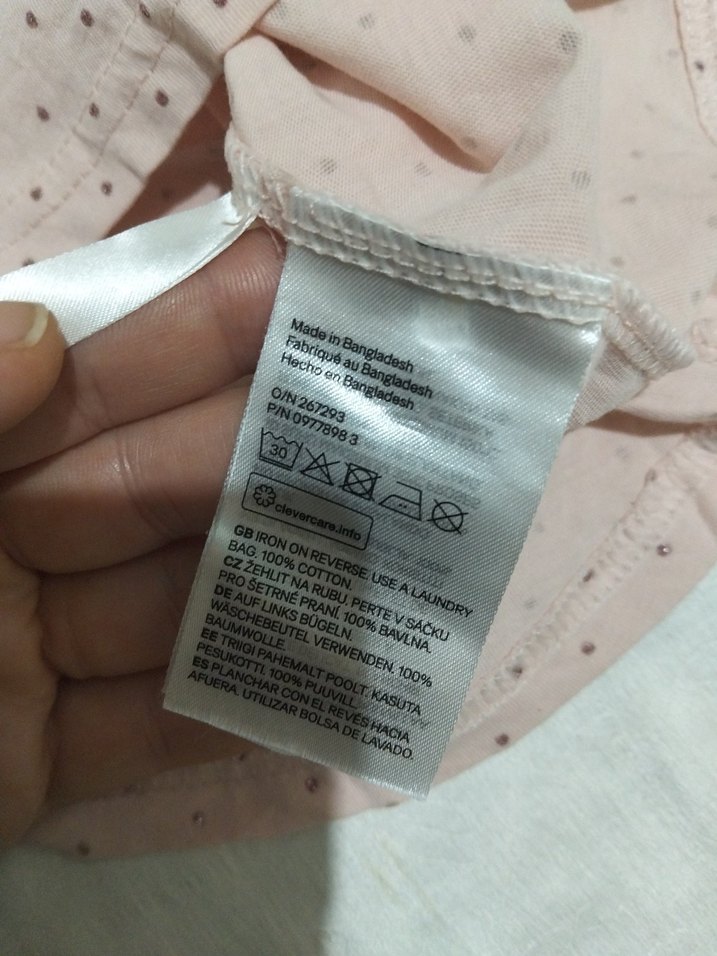 Made in Bangladesh
Fabriqué au Bangladesh
Hecho en Bangladesh
O/N 267293
P/N 0977898 3
30
clevercare.info
GB IRON ON REVERSE. USE A LAUNDRY
BAG. 100% COTTON.
CZ ŽEHLIT NA RUBU. PERTE V SÁČKU
PRO ŠETRNÉ PRANÍ. 100% BAVLNA.
DE AUF LINKS BÜGELN.
WÄSCHEBEUTEL VERWENDEN. 100%
BAUMWOLLE.
EE TRIIGI PAHEMALT POOLT. KASUTA
PESUKOTTI. 100% PUUVILL.
ES PLANCHAR CON EL REVÉS HACIA
AFUERA. UTILIZAR BOLSA DE LAVADO.